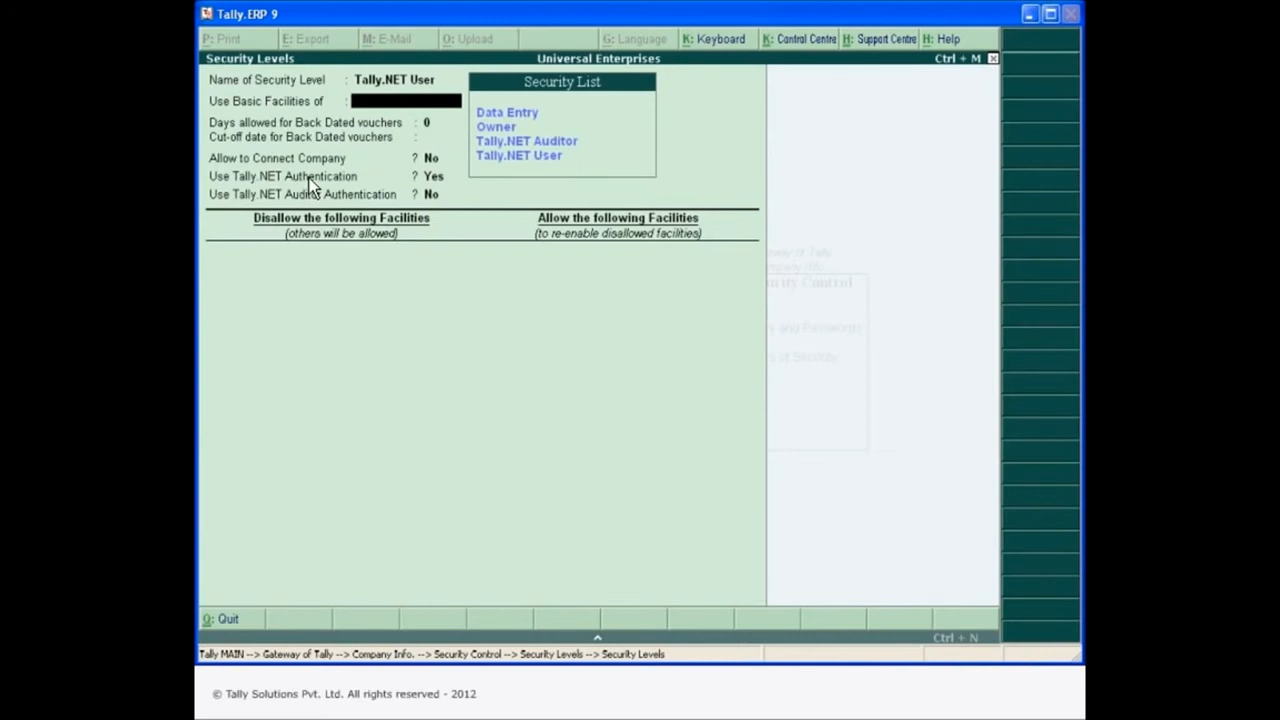 Tally.ERP 9
P: Print E: Export M: E-Mail O: Upload G: Language K: Keyboard K: Control Centre H: Support Centre H: Help
Security Levels Universal Enterprises Ctrl + M
Name of Security Level : Tally.NET User
Use Basic Facilities of :
Days allowed for Back Dated vouchers : 0
Cut-off date for Back Dated vouchers :
Allow to Connect Company ? No
Use Tally.NET Authentication ? Yes
Use Tally.NET Auditor Authentication ? No
Security List
Data Entry
Owner
Tally.NET Auditor
Tally.NET User
Disallow the following Facilities Allow the following Facilities
(others will be allowed) (to re-enable disallowed facilities)
Q: Quit
Ctrl + N
Tally MAIN --> Gateway of Tally --> Company Info. --> Security Control --> Security Levels --> Security Levels
© Tally Solutions Pvt. Ltd. All rights reserved - 2012